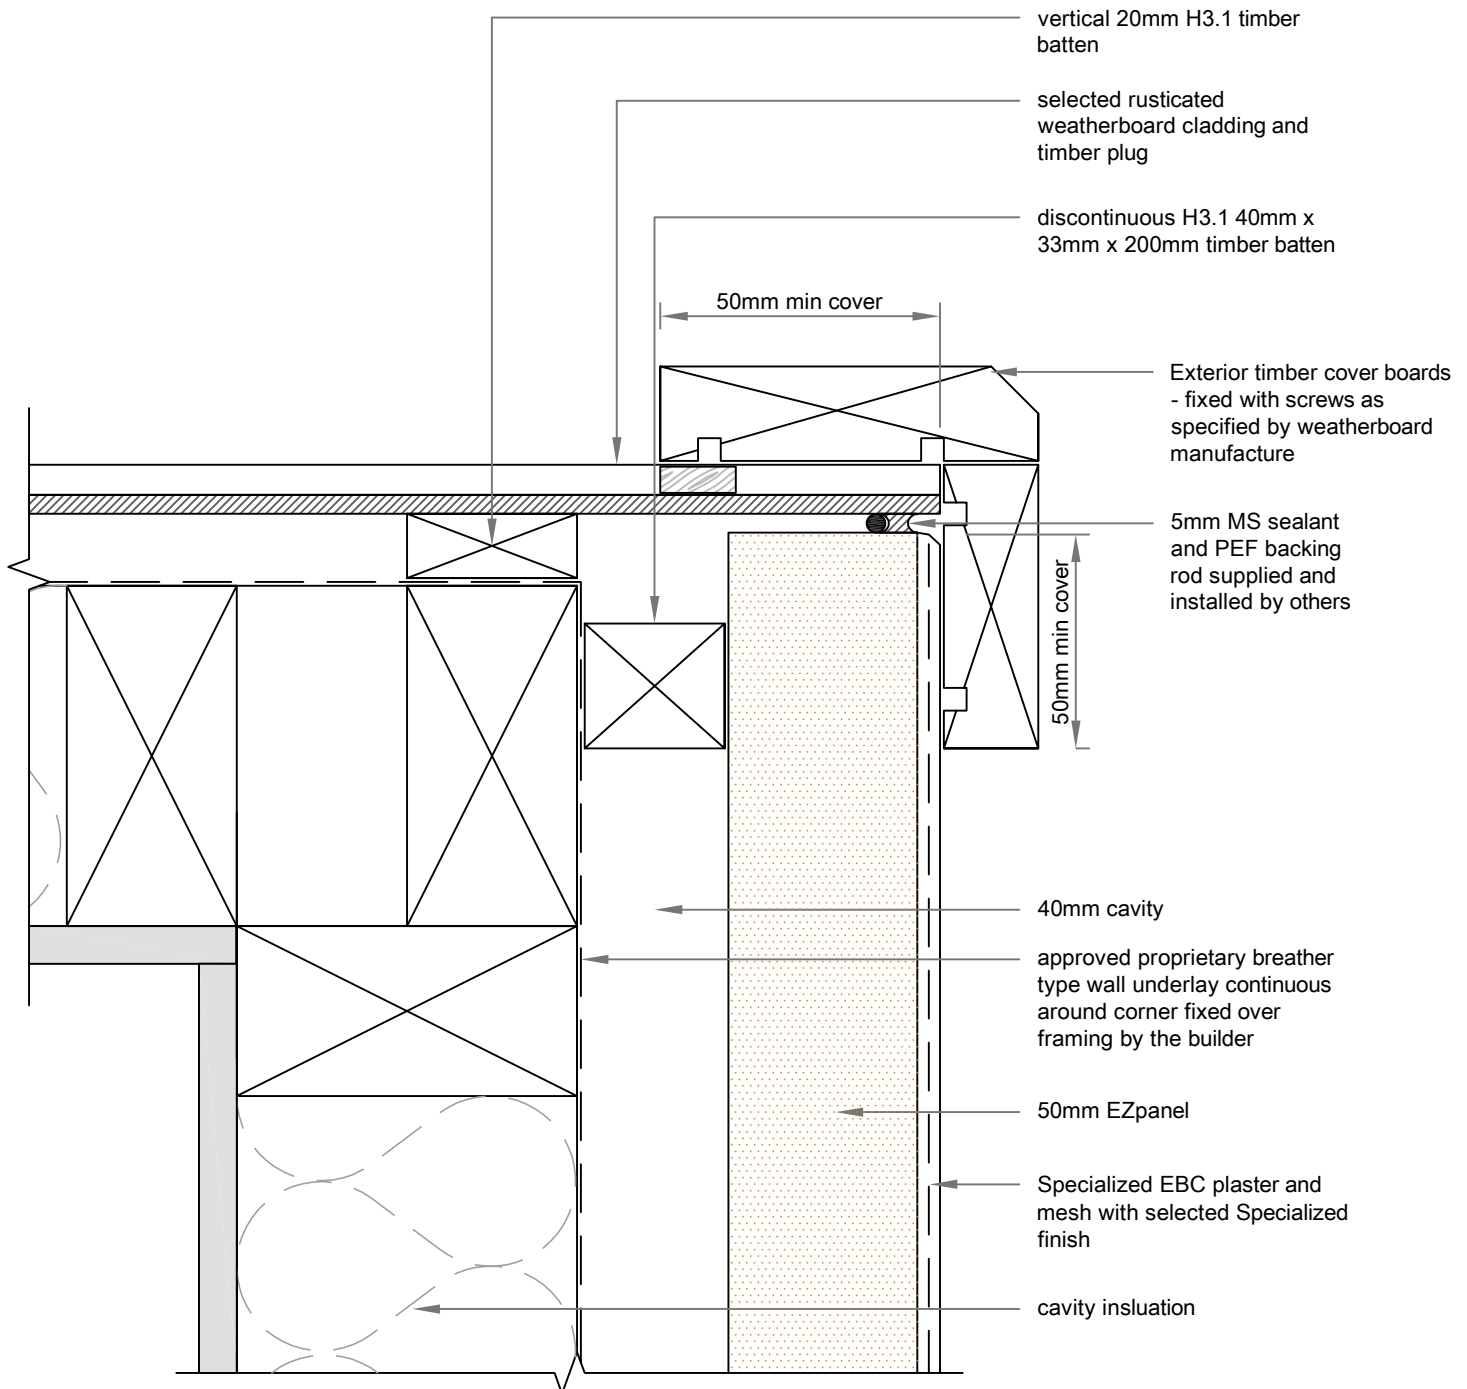 vertical 20mm H3.1 timber
batten
selected rusticated
weatherboard cladding and
timber plug
discontinuous H3.1 40mm x
33mm x 200mm timber batten
50mm min cover
Exterior timber cover boards
- fixed with screws as
specified by weatherboard
manufacture
5mm MS sealant
and PEF backing
rod supplied and
installed by others
50mm min cover
40mm cavity
approved proprietary breather
type wall underlay continuous
around corner fixed over
framing by the builder
50mm EZpanel
Specialized EBC plaster and
mesh with selected Specialized
finish
cavity insluation